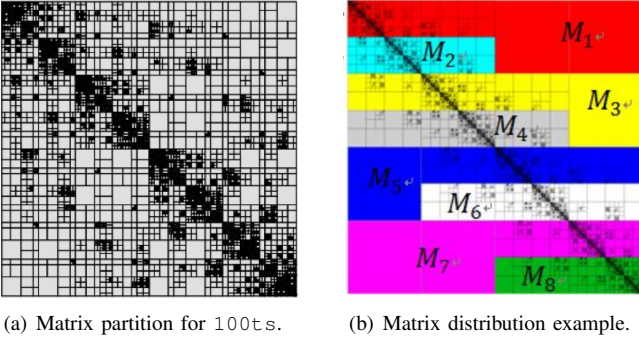 M₁
M₂
M₃
M₄
M₅
M₆
M₇
M₈
(a) Matrix partition for 100ts.
(b) Matrix distribution example.